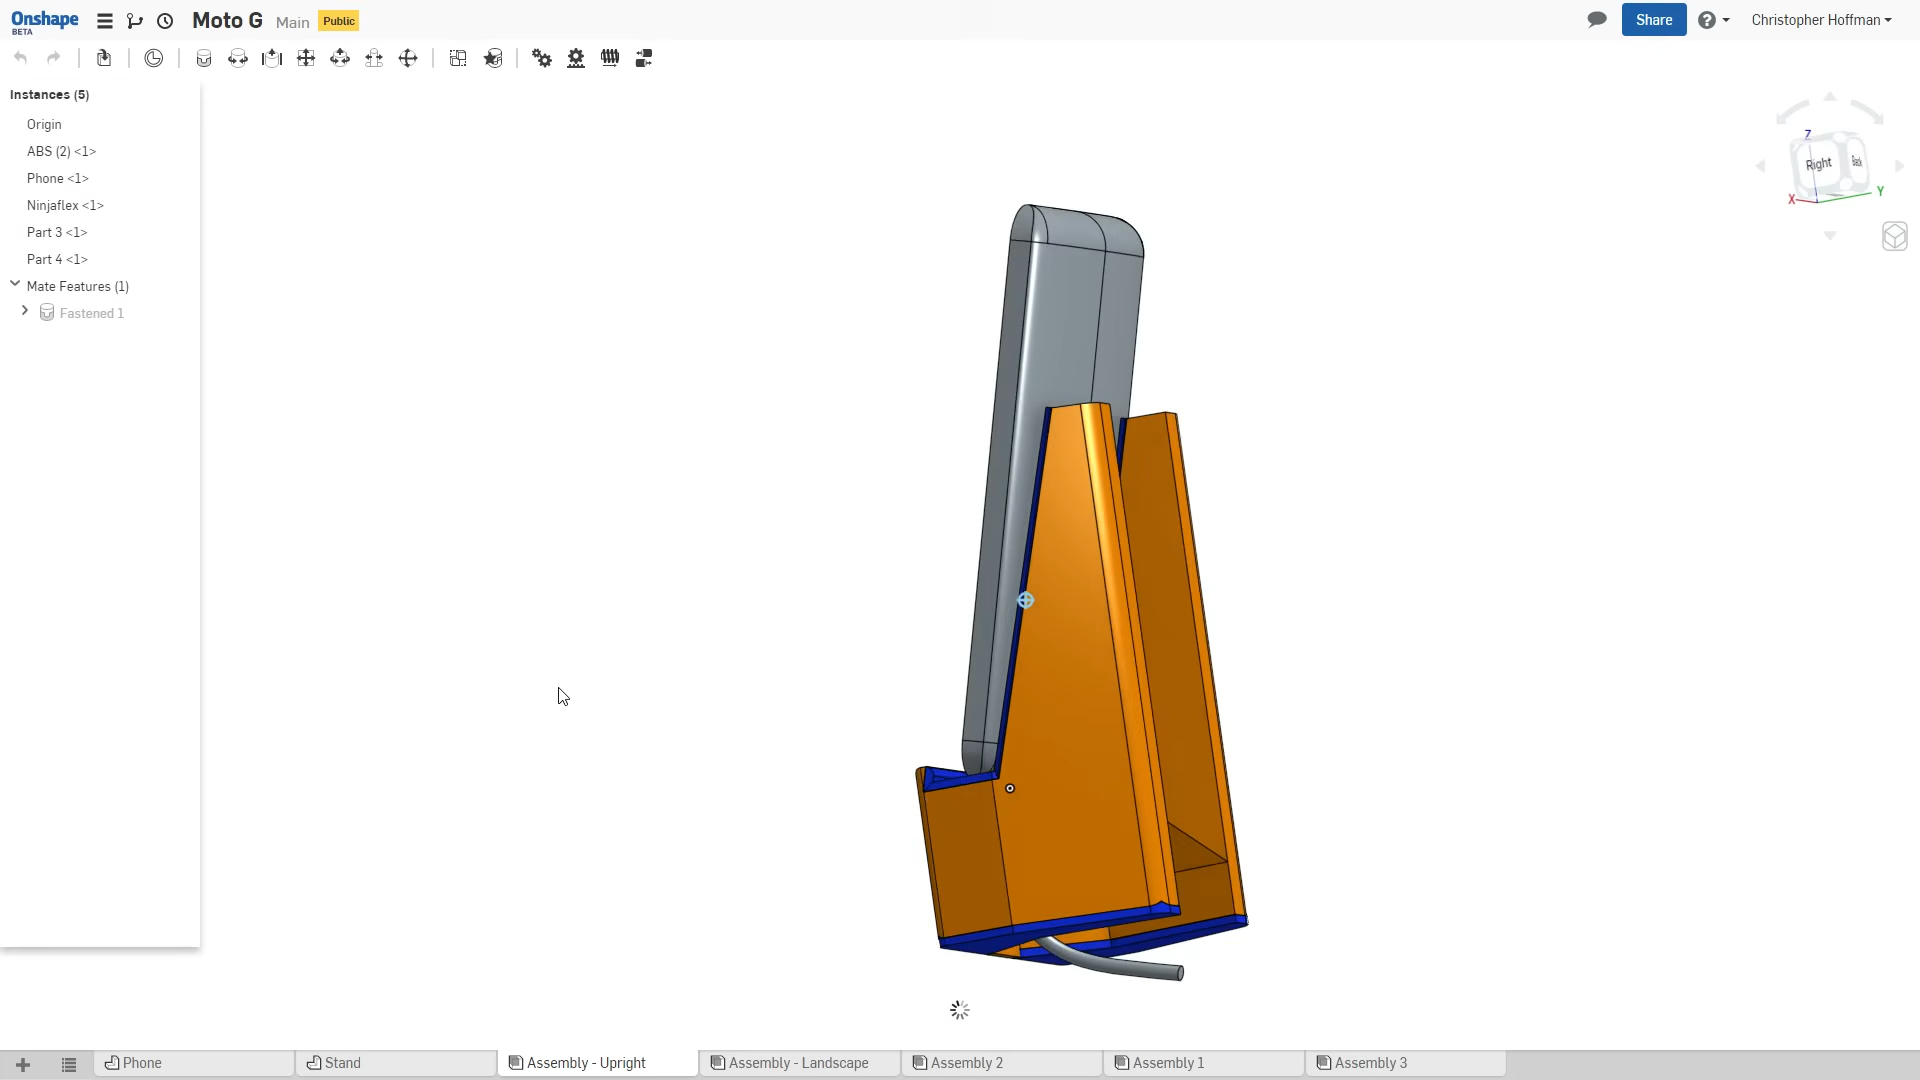 Onshape
BETA
Moto G Main Public
Share
Christopher Hoffman
Instances (5)
Origin
ABS (2) <1>
Phone <1>
Ninjaflex <1>
Part 3 <1>
Part 4 <1>
Mate Features (1)
Fastened 1
Z
Right Back
X Y
Phone
Stand
Assembly - Upright
Assembly - Landscape
Assembly 2
Assembly 1
Assembly 3